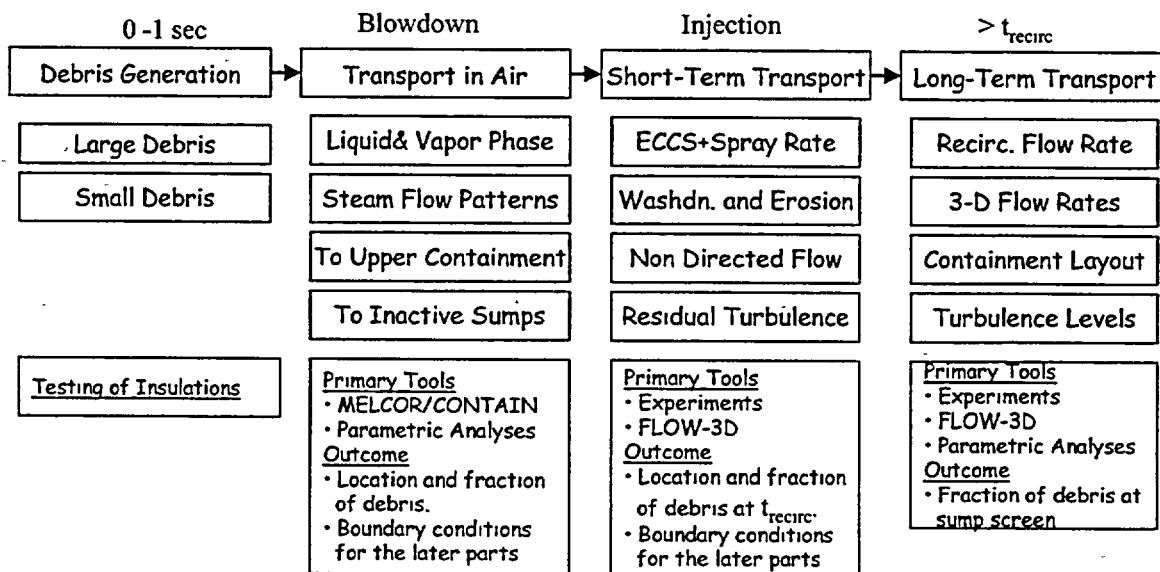 0 -1 sec
Blowdown
Injection
> t_recirc
Debris Generation
Transport in Air
Short-Term Transport
Long-Term Transport
Large Debris
Small Debris
Testing of Insulations
Liquid& Vapor Phase
Steam Flow Patterns
To Upper Containment
To Inactive Sumps
Primary Tools
• MELCOR/CONTAIN
• Parametric Analyses
Outcome
• Location and fraction
of debris.
• Boundary conditions
for the later parts
ECCS+Spray Rate
Washdn. and Erosion
Non Directed Flow
Residual Turbulence
Primary Tools
• Experiments
• FLOW-3D
Outcome
• Location and fraction
of debris at t_recirc.
• Boundary conditions
for the later parts
Recirc. Flow Rate
3-D Flow Rates
Containment Layout
Turbulence Levels
Primary Tools
• Experiments
• FLOW-3D
• Parametric Analyses
Outcome
• Fraction of debris at
sump screen